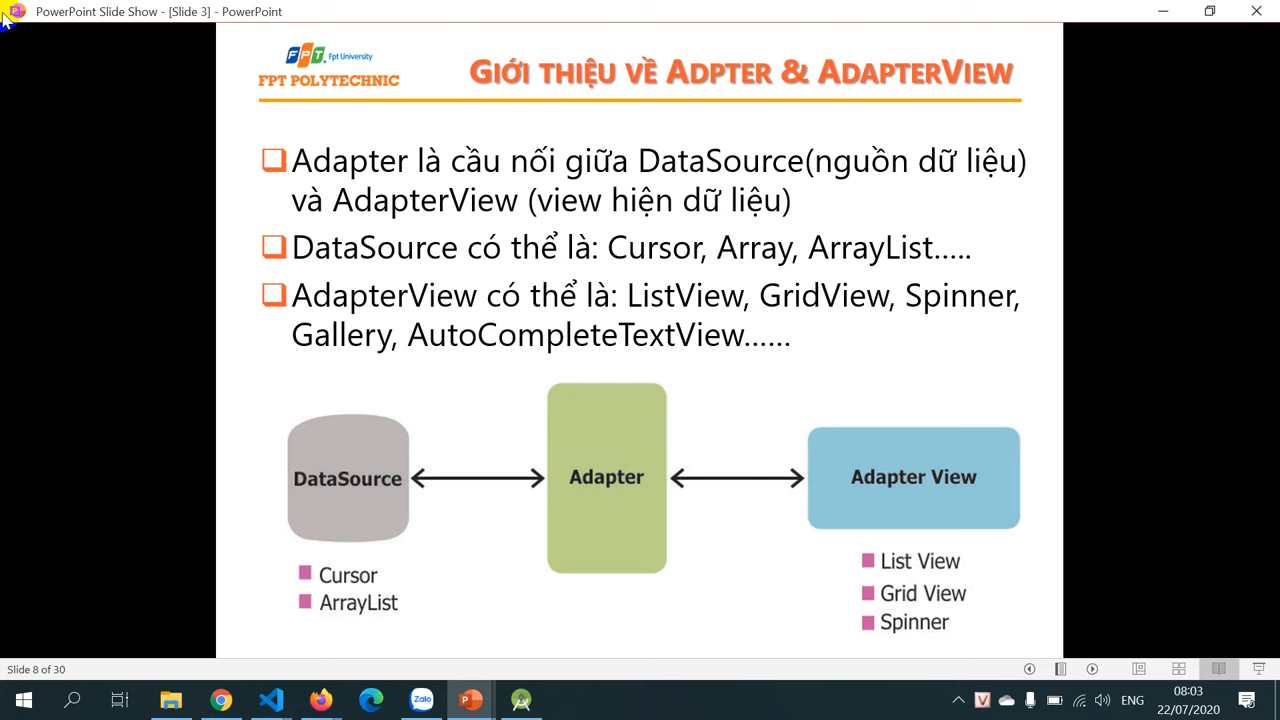 PowerPoint Slide Show - [Slide 3] - PowerPoint
FPT Fpt University
FPT POLYTECHNIC
GIỚI THIỆU VỀ ADPTER & ADAPTERVIEW
Adapter là cầu nối giữa DataSource(nguồn dữ liệu)
và AdapterView (view hiện dữ liệu)
DataSource có thể là: Cursor, Array, ArrayList…..
AdapterView có thể là: ListView, GridView, Spinner,
Gallery, AutoCompleteTextView……
DataSource
Adapter
Adapter View
Cursor
ArrayList
List View
Grid View
Spinner
Slide 8 of 30
Zalo
ENG
08:03
22/07/2020